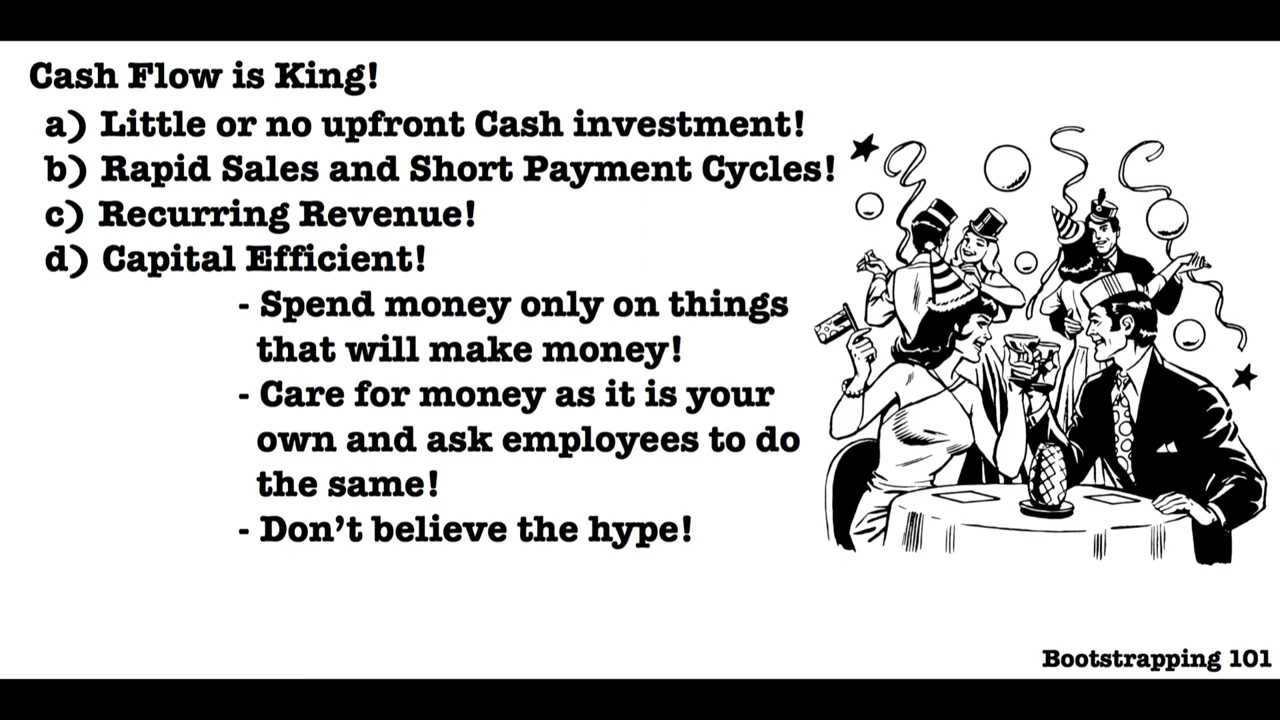 Cash Flow is King!
a) Little or no upfront Cash investment!
b) Rapid Sales and Short Payment Cycles!
c) Recurring Revenue!
d) Capital Efficient!
- Spend money only on things
that will make money!
- Care for money as it is your
own and ask employees to do
the same!
- Don’t believe the hype!
Bootstrapping 101